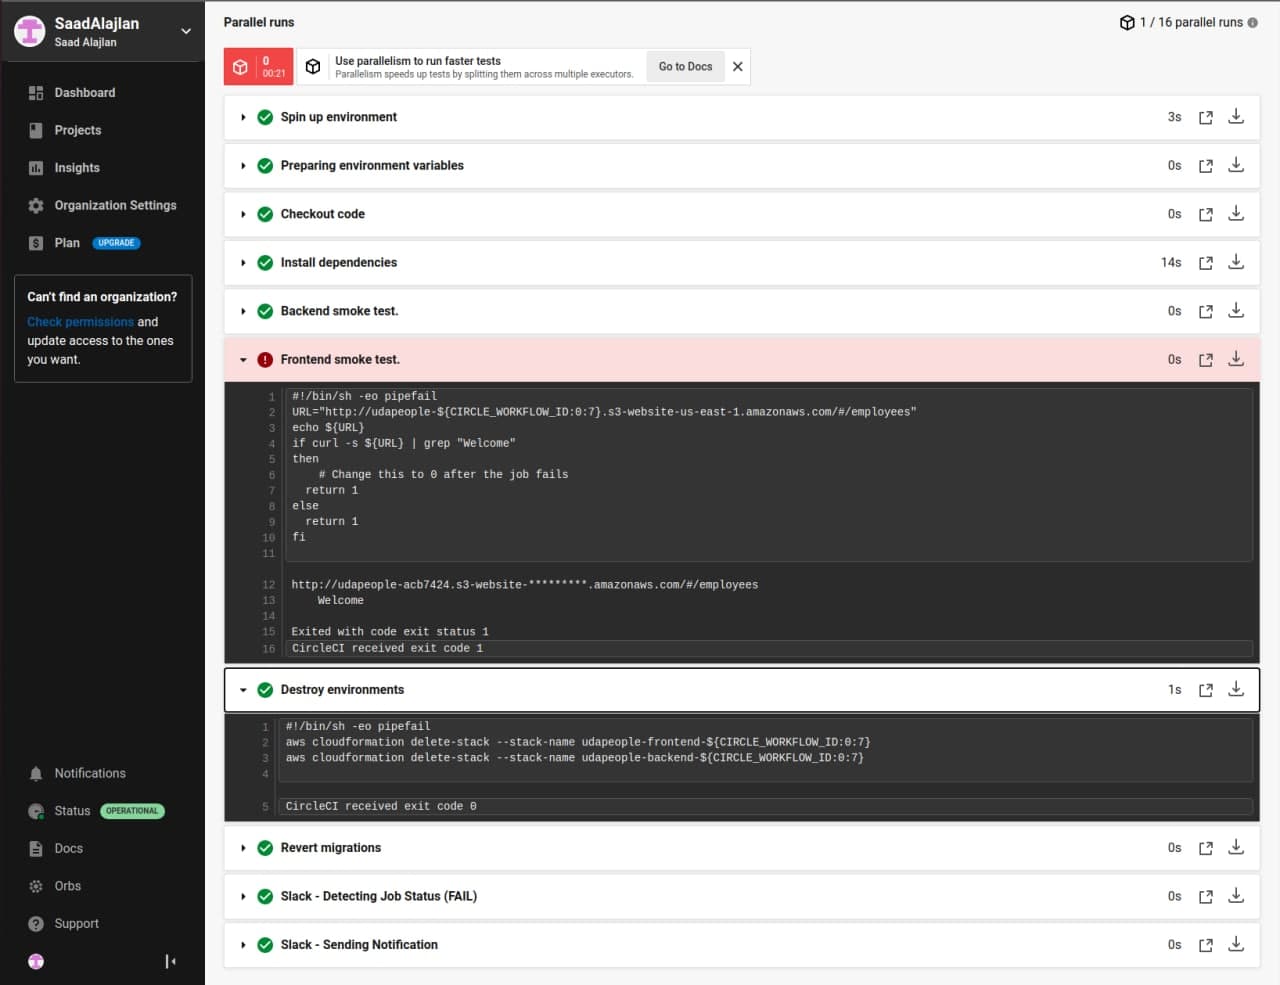 SaadAlajlan
Saad Alajlan
Dashboard
Projects
Insights
Organization Settings
Plan UPGRADE
Can't find an organization?
Check permissions and
update access to the ones
you want.
Notifications
Status OPERATIONAL
Docs
Orbs
Support
Parallel runs
1 / 16 parallel runs
0
00:21
Use parallelism to run faster tests
Parallelism speeds up tests by splitting them across multiple executors.
Go to Docs
Spin up environment 3s
Preparing environment variables 0s
Checkout code 0s
Install dependencies 14s
Backend smoke test. 0s
Frontend smoke test. 0s
1 #!/bin/sh -eo pipefail
2 URL="http://udapeople-${CIRCLE_WORKFLOW_ID:0:7}.s3-website-us-east-1.amazonaws.com/#/employees"
3 echo ${URL}
4 if curl -s ${URL} | grep "Welcome"
5 then
6 # Change this to 0 after the job fails
7 return 1
8 else
9 return 1
10 fi
11
12 http://udapeople-acb7424.s3-website-*********.amazonaws.com/#/employees
13 Welcome
14
15 Exited with code exit status 1
16 CircleCI received exit code 1
Destroy environments 1s
1 #!/bin/sh -eo pipefail
2 aws cloudformation delete-stack --stack-name udapeople-frontend-${CIRCLE_WORKFLOW_ID:0:7}
3 aws cloudformation delete-stack --stack-name udapeople-backend-${CIRCLE_WORKFLOW_ID:0:7}
4
5 CircleCI received exit code 0
Revert migrations 0s
Slack - Detecting Job Status (FAIL) 0s
Slack - Sending Notification 0s